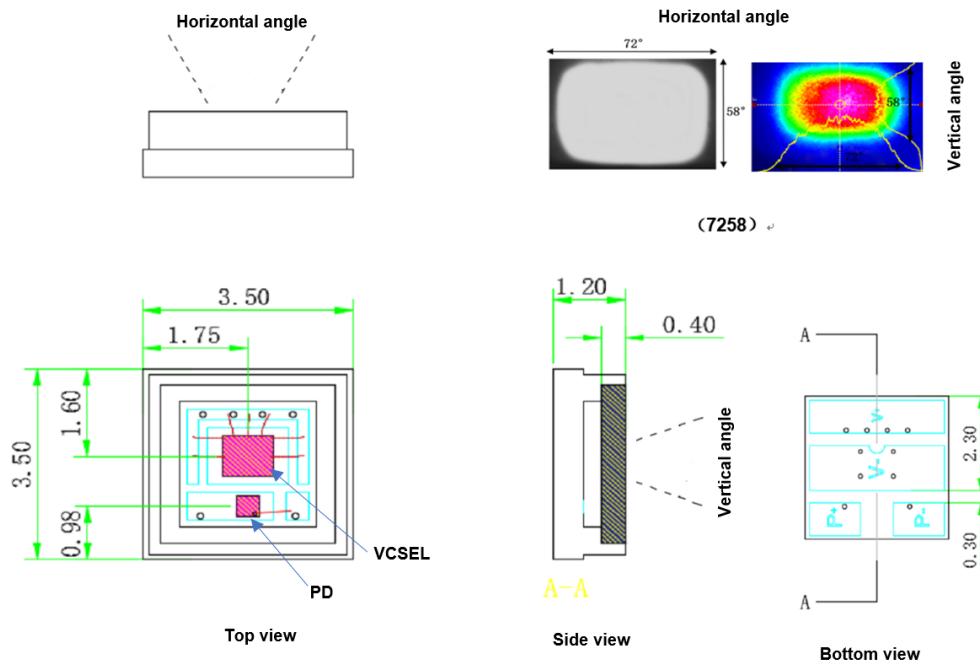 Horizontal angle
Horizontal angle
72°
58°
58°
72°
Vertical angle
（7258）
3.50
1.75
1.60
3.50
0.98
VCSEL
PD
Top view
1.20
0.40
Vertical angle
A-A
Side view
A
V-
V-
P+
P-
2.30
0.30
A
Bottom view